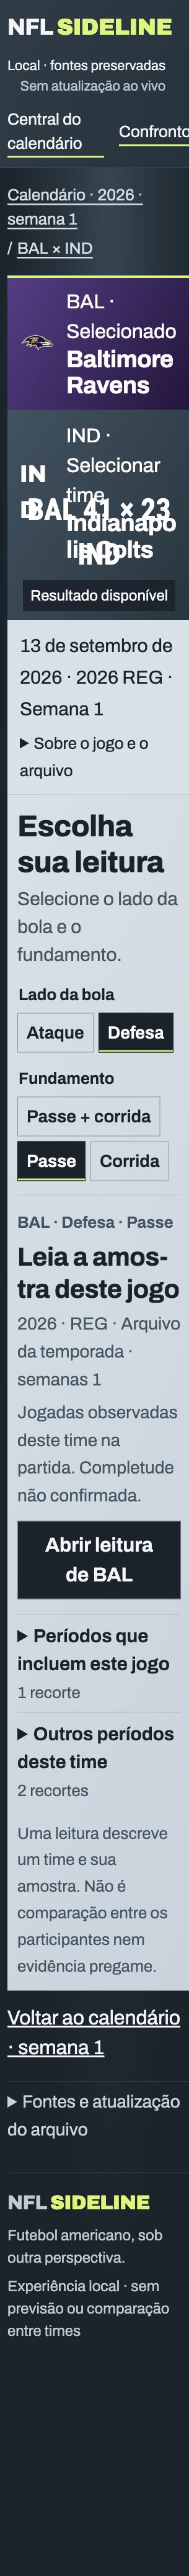 NFL SIDELINE
Local · fontes preservadas
Sem atualização ao vivo
Central do
calendário
Confronto
Calendário · 2026 ·
semana 1
/ BAL × IND
BAL ·
Selecionado
Baltimore
Ravens
IND ·
Selecionar
time
IN
D
BAL 41 × 23
IND
Indianapo
lis Colts
Resultado disponível
13 de setembro de
2026 · 2026 REG ·
Semana 1
▶ Sobre o jogo e o
arquivo
Escolha
sua leitura
Selecione o lado da
bola e o
fundamento.
Lado da bola
Ataque
Defesa
Fundamento
Passe + corrida
Passe
Corrida
BAL · Defesa · Passe
Leia a amos-
tra deste jogo
2026 · REG · Arquivo
da temporada ·
semanas 1
Jogadas observadas
deste time na
partida. Completude
não confirmada.
Abrir leitura
de BAL
▶ Períodos que
incluem este jogo
1 recorte
▶ Outros períodos
deste time
2 recortes
Uma leitura descreve
um time e sua
amostra. Não é
comparação entre os
participantes nem
evidência pregame.
Voltar ao calendário
· semana 1
▶ Fontes e atualização
do arquivo
NFL SIDELINE
Futebol americano, sob
outra perspectiva.
Experiência local · sem
previsão ou comparação
entre times